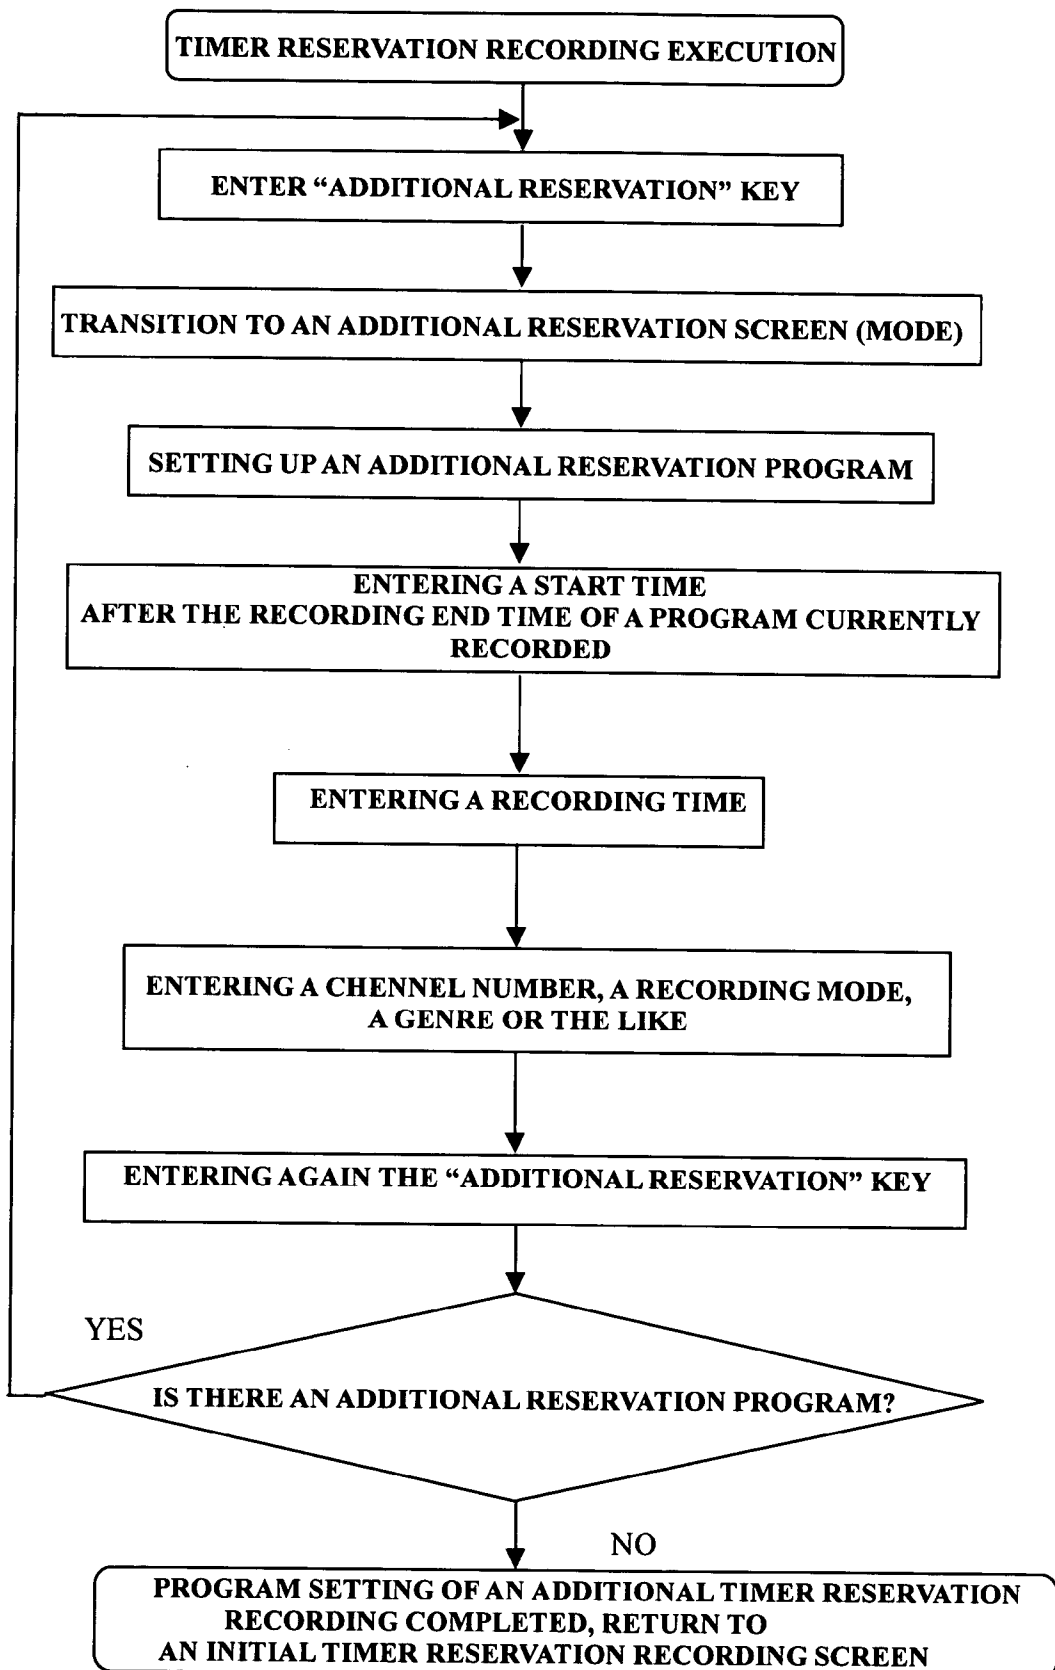 TIMER RESERVATION RECORDING EXECUTION
ENTER “ADDITIONAL RESERVATION” KEY
TRANSITION TO AN ADDITIONAL RESERVATION SCREEN (MODE)
SETTING UP AN ADDITIONAL RESERVATION PROGRAM
ENTERING A START TIME
AFTER THE RECORDING END TIME OF A PROGRAM CURRENTLY
RECORDED
ENTERING A RECORDING TIME
ENTERING A CHENNEL NUMBER, A RECORDING MODE,
A GENRE OR THE LIKE
ENTERING AGAIN THE “ADDITIONAL RESERVATION” KEY
YES
IS THERE AN ADDITIONAL RESERVATION PROGRAM?
NO
PROGRAM SETTING OF AN ADDITIONAL TIMER RESERVATION
RECORDING COMPLETED, RETURN TO
AN INITIAL TIMER RESERVATION RECORDING SCREEN